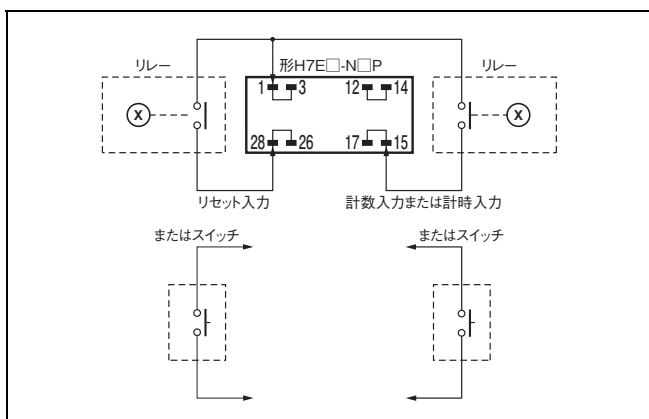 リレー 形H7E□-N□P リレー
1 3 12 14
X X
28 26 17 15
リセット入力 計数入力または計時入力
またはスイッチ またはスイッチ